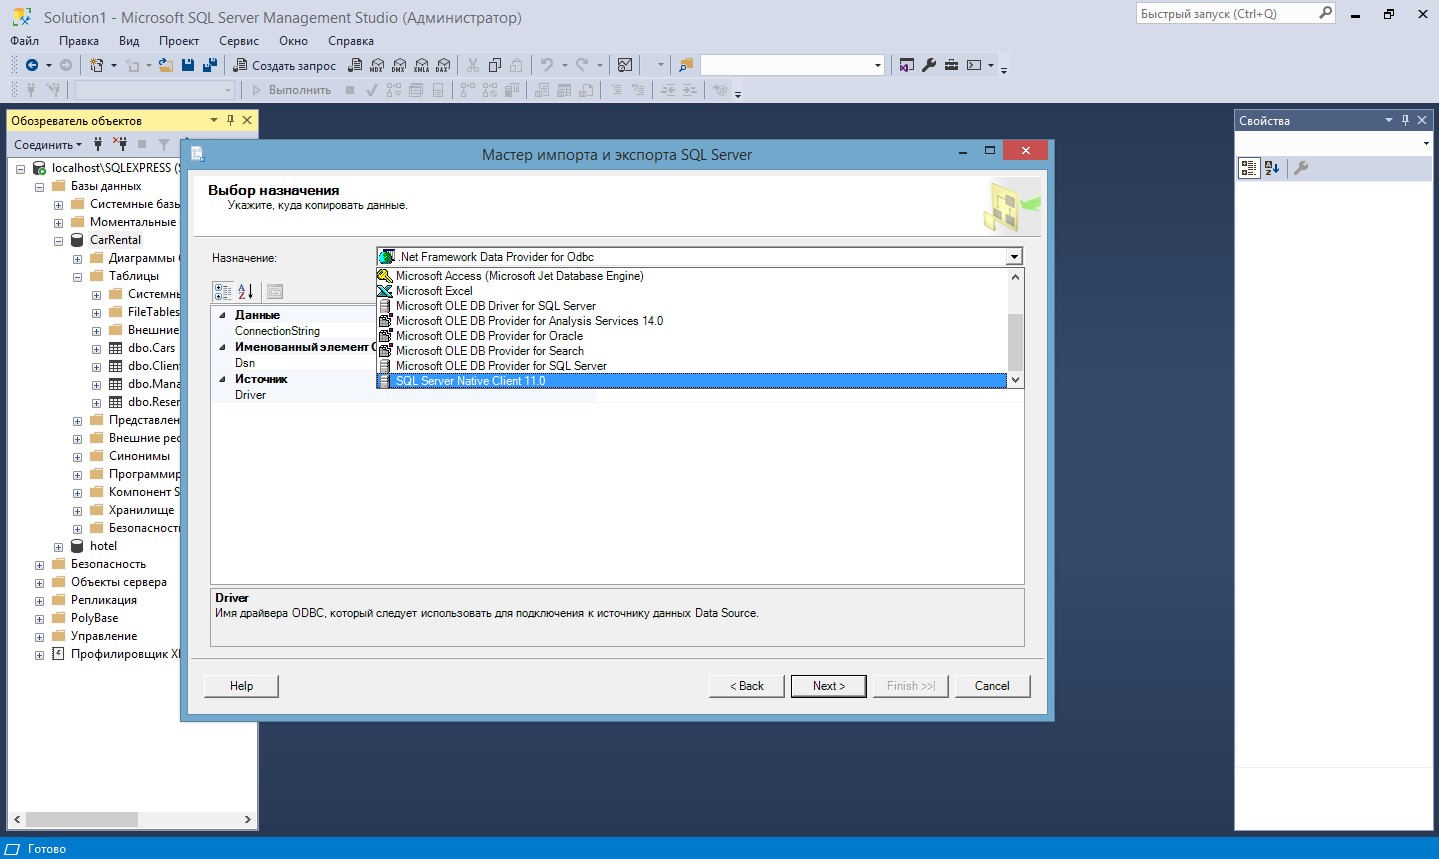 Solution1 - Microsoft SQL Server Management Studio (Администратор)
Быстрый запуск (Ctrl+Q)
Файл Правка Вид Проект Сервис Окно Справка
Создать запрос
MDX DMX XMLA DAX
Выполнить
Обозреватель объектов
Соединить
localhost\SQLEXPRESS (S
Базы данных
Системные базы
Моментальные
CarRental
Диаграммы
Таблицы
Системны
FileTables
Внешние
dbo.Cars
dbo.Client
dbo.Mana
dbo.Reser
Представлен
Внешние рес
Синонимы
Программир
Компонент S
Хранилище
Безопасност
hotel
Безопасность
Объекты сервера
Репликация
PolyBase
Управление
Профилировщик XI
Мастер импорта и экспорта SQL Server
Выбор назначения
Укажите, куда копировать данные.
Назначение:
.Net Framework Data Provider for Odbc
Microsoft Access (Microsoft Jet Database Engine)
Microsoft Excel
Microsoft OLE DB Driver for SQL Server
Microsoft OLE DB Provider for Analysis Services 14.0
Microsoft OLE DB Provider for Oracle
Microsoft OLE DB Provider for Search
Microsoft OLE DB Provider for SQL Server
SQL Server Native Client 11.0
Данные
ConnectionString
Именованный элемент C
Dsn
Источник
Driver
Driver
Имя драйвера ODBC, который следует использовать для подключения к источнику данных Data Source.
Help
< Back
Next >
Finish >>|
Cancel
Свойства
Готово